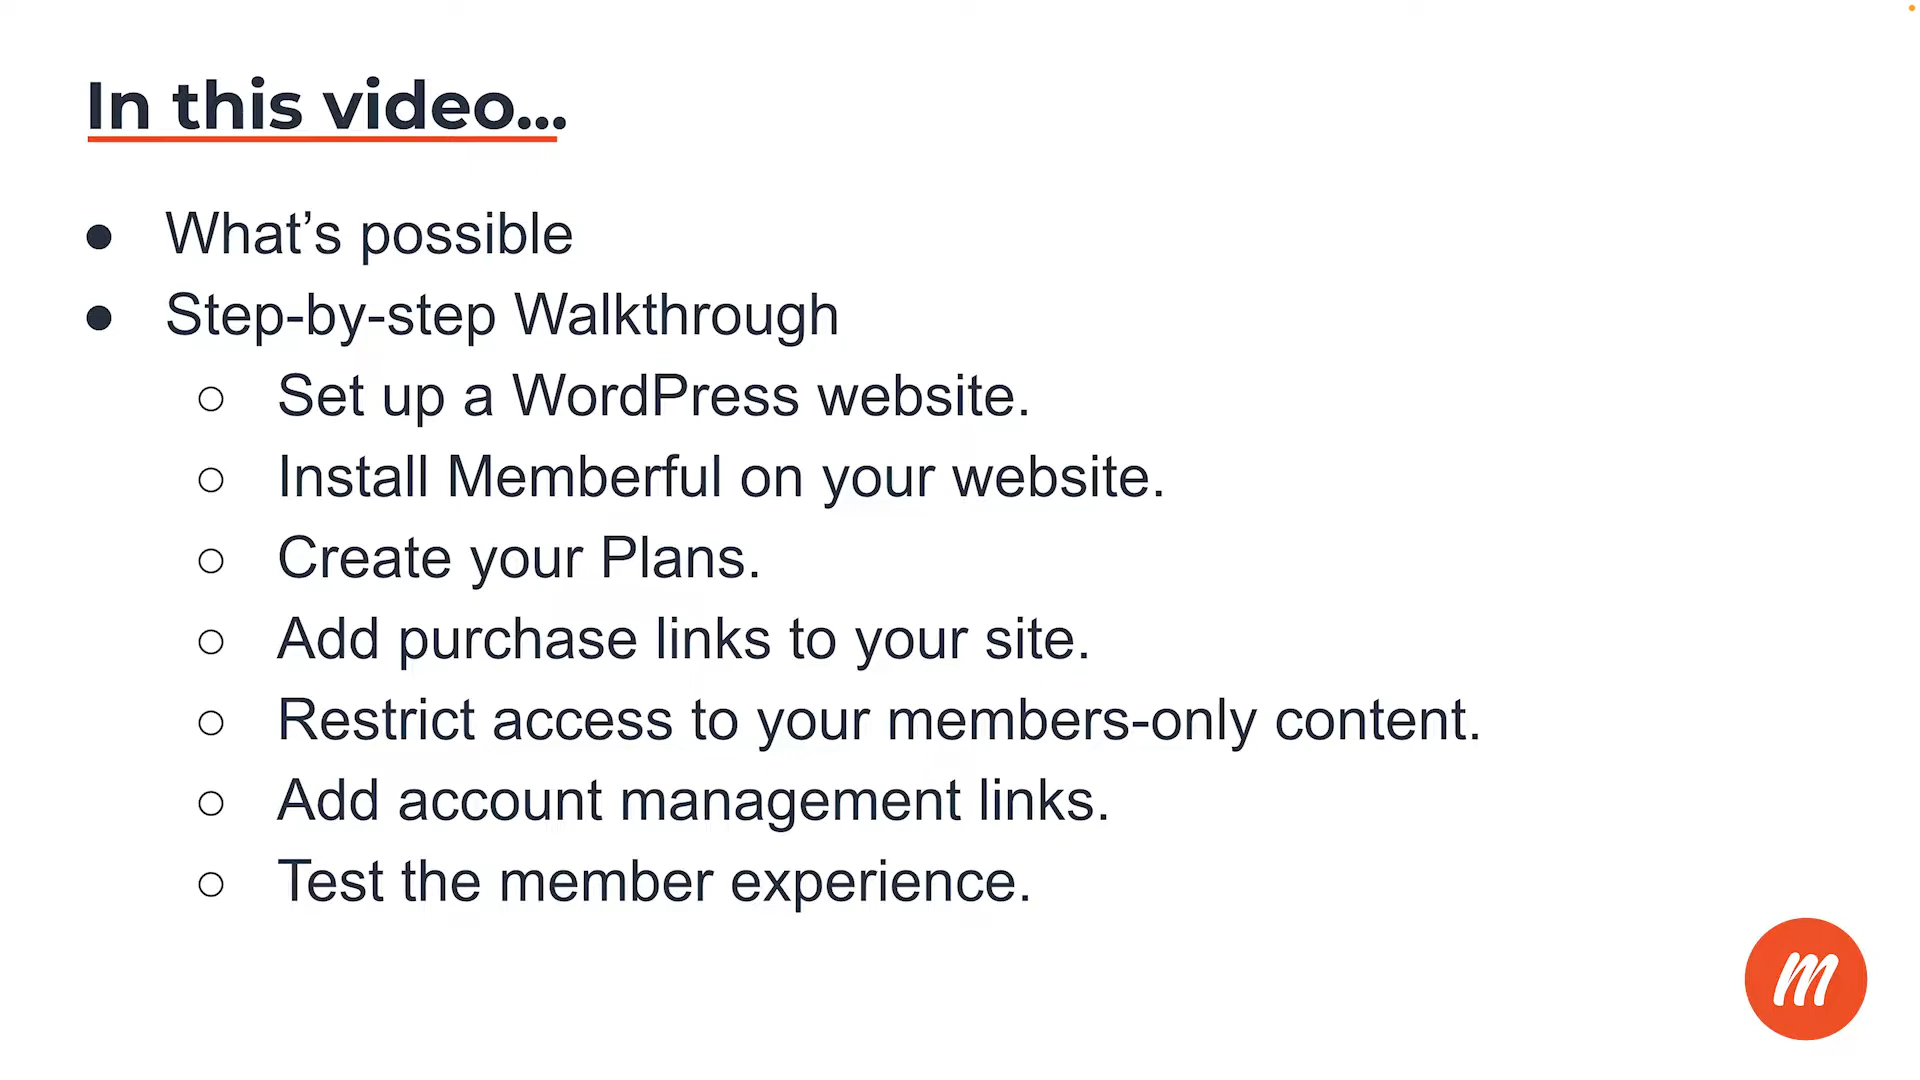 In this video...
● What’s possible
● Step-by-step Walkthrough
○ Set up a WordPress website.
○ Install Memberful on your website.
○ Create your Plans.
○ Add purchase links to your site.
○ Restrict access to your members-only content.
○ Add account management links.
○ Test the member experience.
m